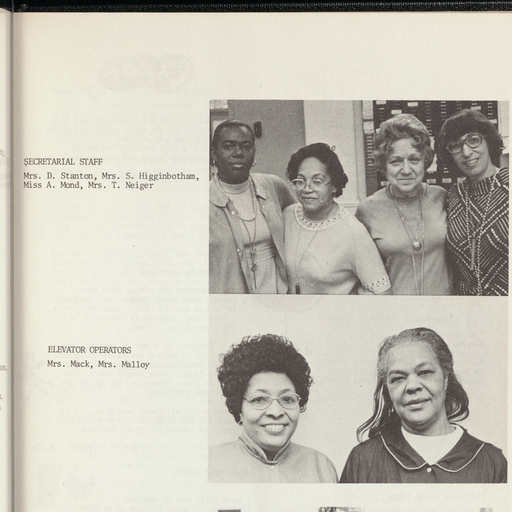 SECRETARIAL STAFF
Mrs. D. Stanton, Mrs. S. Higginbotham,
Miss A. Mond, Mrs. T. Neiger
ELEVATOR OPERATORS
Mrs. Mack, Mrs. Malloy